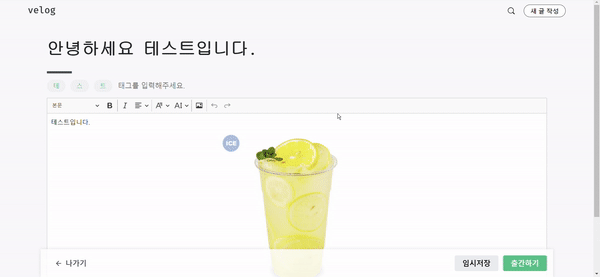 velog
새 글 작성
안녕하세요 테스트입니다.
테 스 트 태그를 입력해주세요.
본문 B I A AI
테스트입니다.
ICE
나가기
임시저장 출간하기